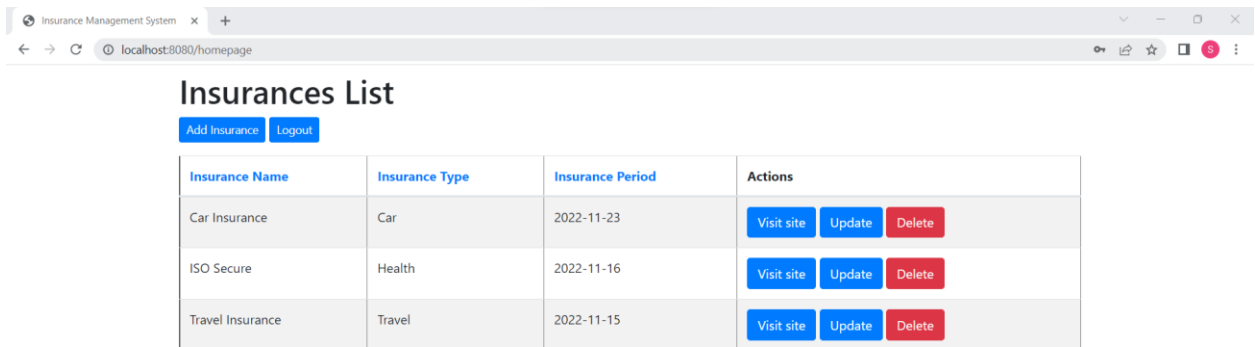 Insurance Management System
localhost:8080/homepage
S
Insurances List
Add Insurance Logout
Insurance Name Insurance Type Insurance Period Actions
Car Insurance Car 2022-11-23 Visit site Update Delete
ISO Secure Health 2022-11-16 Visit site Update Delete
Travel Insurance Travel 2022-11-15 Visit site Update Delete